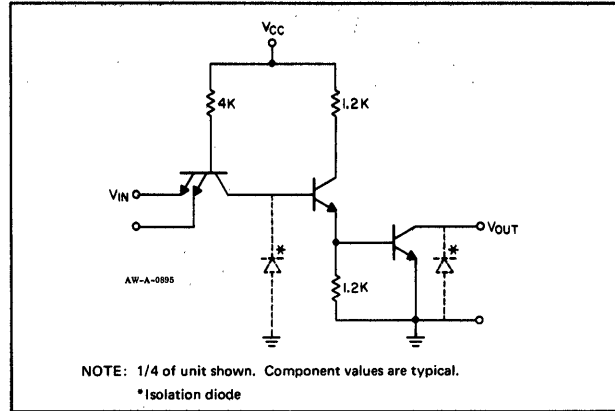 VCC
4K
1.2K
VIN
VOUT
*
*
AW-A-0895
1.2K
NOTE: 1/4 of unit shown. Component values are typical.
*Isolation diode